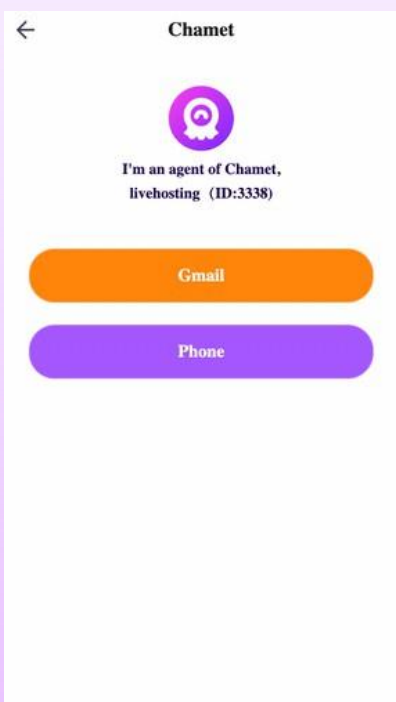 Chamet
I'm an agent of Chamet,
livehosting（ID:3338)
Gmail
Phone